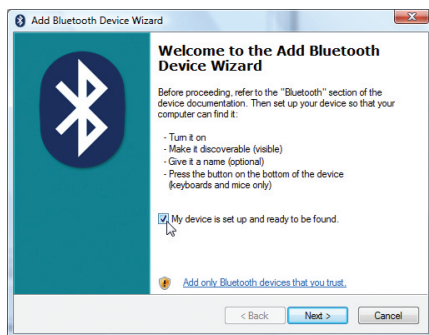 Add Bluetooth Device Wizard
Welcome to the Add Bluetooth
Device Wizard
Before proceeding, refer to the "Bluetooth" section of the
device documentation. Then set up your device so that your
computer can find it:
- Turn it on
- Make it discoverable (visible)
- Give it a name (optional)
- Press the button on the bottom of the device
(keyboards and mice only)
My device is set up and ready to be found.
Add only Bluetooth devices that you trust.
< Back Next > Cancel